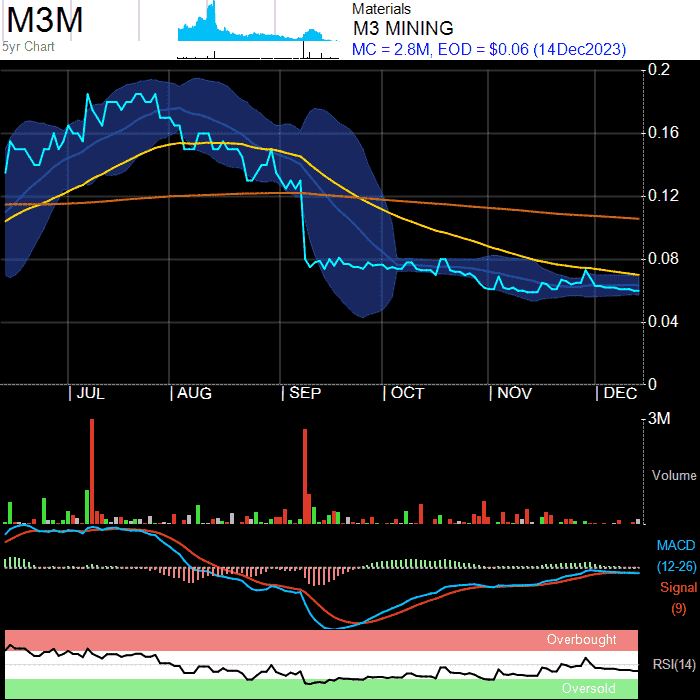 M3M
5yr Chart
Materials
M3 MINING
MC = 2.8M, EOD = $0.06 (14Dec2023)
0.2
0.16
0.12
0.08
0.04
0
JUL AUG SEP OCT NOV DEC
3M
Volume
MACD
(12-26)
Signal
(9)
Overbought
RSI(14)
Oversold